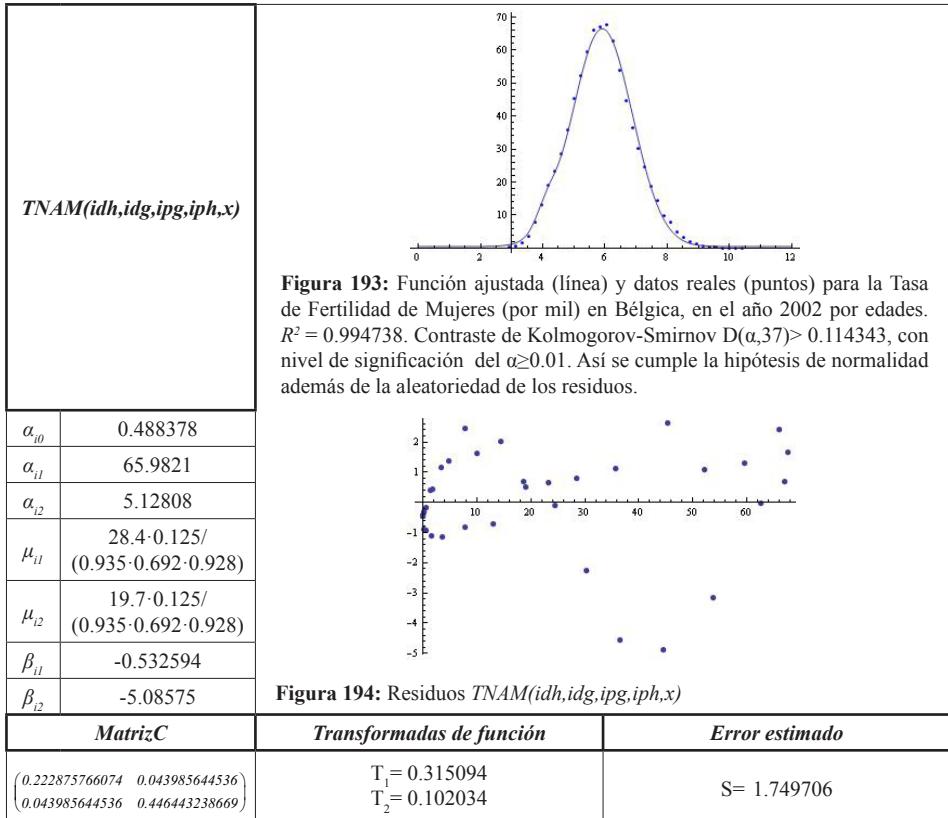 TNAM(idh,idg,ipg,iph,x)
70
60
50
40
30
20
10
0 2 4 6 8 10 12
Figura 193: Función ajustada (línea) y datos reales (puntos) para la Tasa
de Fertilidad de Mujeres (por mil) en Bélgica, en el año 2002 por edades.
R² = 0.994738. Contraste de Kolmogorov-Smirnov D(α,37)> 0.114343, con
nivel de significación del α≥0.01. Así se cumple la hipótesis de normalidad
además de la aleatoriedad de los residuos.
α_i0 0.488378
α_i1 65.9821
α_i2 5.12808
μ_i1 28.4·0.125/
(0.935·0.692·0.928)
μ_i2 19.7·0.125/
(0.935·0.692·0.928)
β_i1 -0.532594
β_i2 -5.08575
2
1
10 20 30 40 50 60
-1
-2
-3
-4
-5
Figura 194: Residuos TNAM(idh,idg,ipg,iph,x)
MatrizC Transformadas de función Error estimado
(0.222875766074 0.043985644536
0.043985644536 0.446443238669)
T₁= 0.315094
T₂= 0.102034
S= 1.749706